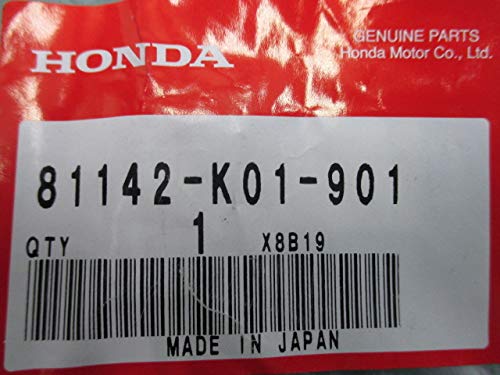 HONDA
GENUINE PARTS
Honda Motor Co., Ltd.
81142-K01-901
QTY 1 X8B19
MADE IN JAPAN